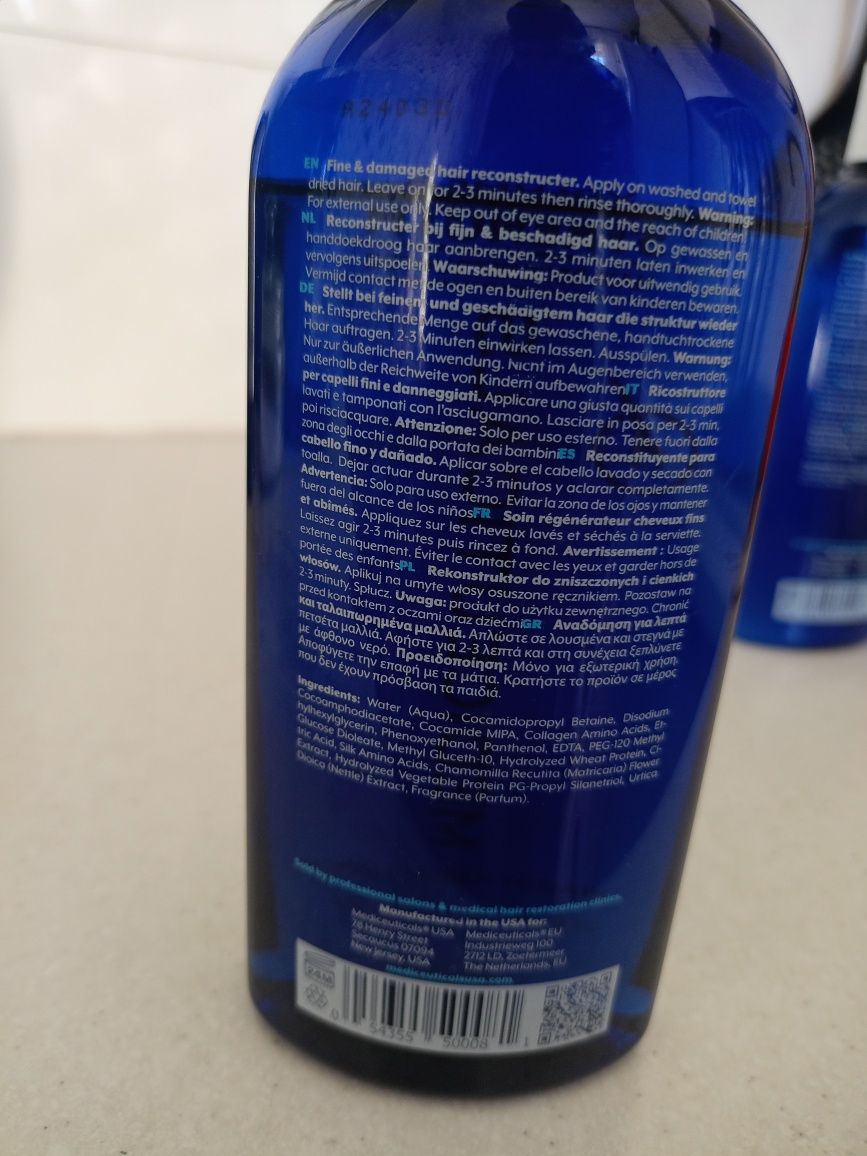 A2403C
EN Fine & damaged hair reconstructer. Apply on washed and towel
dried hair. Leave on for 2-3 minutes then rinse thoroughly. Warning:
For external use only. Keep out of eye area and the reach of children.
NL Reconstructer bij fijn & beschadigd haar. Op gewassen en
handdoekdroog haar aanbrengen. 2-3 minuten laten inwerken en
vervolgens uitspoelen. Waarschuwing: Product voor uitwendig gebruik.
Vermijd contact met de ogen en buiten bereik van kinderen bewaren.
DE Stellt bei feinem und geschädigtem haar die struktur wieder
her. Entsprechende Menge auf das gewaschene, handtuchtrockene
Haar auftragen. 2-3 Minuten einwirken lassen. Ausspülen. Warnung:
Nur zur äußerlichen Anwendung. Nicht im Augenbereich verwenden,
außerhalb der Reichweite von Kindern aufbewahren IT Ricostruttore
per capelli fini e danneggiati. Applicare una giusta quantità sui capelli
lavati e tamponati con l'asciugamano. Lasciare in posa per 2-3 min,
poi risciacquare. Attenzione: Solo per uso esterno. Tenere fuori dalla
zona degli occhi e dalla portata dei bambini ES Reconstituyente para
cabello fino y dañado. Aplicar sobre el cabello lavado y secado con
toalla. Dejar actuar durante 2-3 minutos y aclarar completamente.
Advertencia: Solo para uso externo. Evitar la zona de los ojos y mantener
fuera del alcance de los niños FR Soin régénérateur cheveux fins
et abîmés. Appliquez sur les cheveux lavés et séchés à la serviette.
Laissez agir 2-3 minutes puis rincez à fond. Avertissement : Usage
externe uniquement. Éviter le contact avec les yeux et garder hors de
portée des enfants PL Rekonstruktor do zniszczonych i cienkich
włosów. Aplikuj na umyte włosy osuszone ręcznikiem. Pozostaw na
2-3 minuty. Spłucz. Uwaga: produkt do użytku zewnętrznego. Chronić
przed kontaktem z oczami oraz dziećmi GR Αναδόμηση για λεπτά
και ταλαιπωρημένα μαλλιά. Απλώστε σε λουσμένα και στεγνά με
πετσέτα μαλλιά. Αφήστε για 2-3 λεπτά και στη συνέχεια ξεπλύνετε
με άφθονο νερό. Προειδοποίηση: Μόνο για εξωτερική χρήση.
Αποφύγετε την επαφή με τα μάτια. Κρατήστε το προϊόν σε μέρος
που δεν έχουν πρόσβαση τα παιδιά.
Ingredients: Water (Aqua), Cocamidopropyl Betaine, Disodium
Cocoamphodiacetate, Cocamide MIPA, Collagen Amino Acids, Et-
hylhexylglycerin, Phenoxyethanol, Panthenol, EDTA, PEG-120 Methyl
Glucose Dioleate, Methyl Gluceth-10, Hydrolyzed Wheat Protein, Ci-
tric Acid, Silk Amino Acids, Chamomilla Recutita (Matricaria) Flower
Extract, Hydrolyzed Vegetable Protein PG-Propyl Silanetriol, Urtica
Dioica (Nettle) Extract, Fragrance (Parfum).
Sold by professional salons & medical hair restoration clinics.
Manufactured in the USA for:
Mediceuticals® USA
78 Henry Street
Secaucus 07094
New Jersey, USA
Mediceuticals® EU
Industrieweg 100
2712 LD, Zoetermeer
The Netherlands, EU
mediceuticalsusa.com
24M
0 54355 50008 1